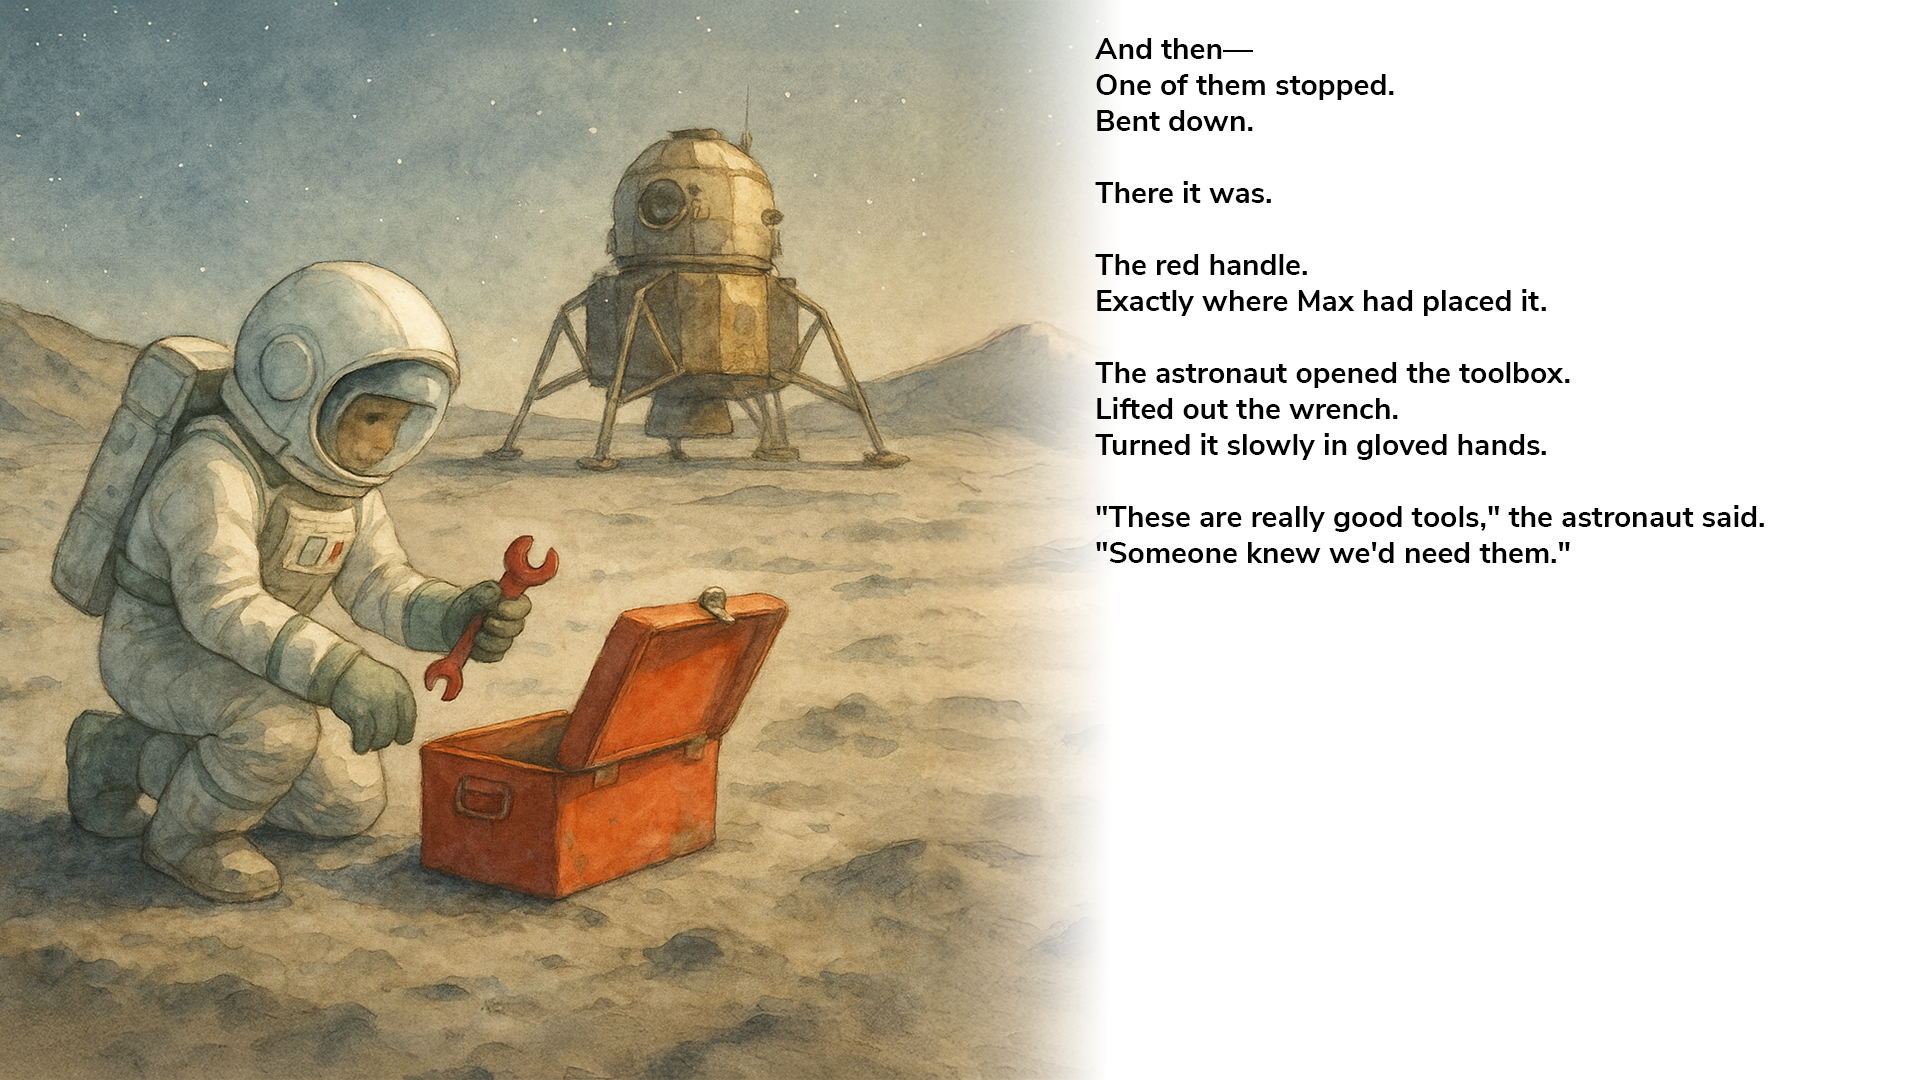 And then—
One of them stopped.
Bent down.
There it was.
The red handle.
Exactly where Max had placed it.
The astronaut opened the toolbox.
Lifted out the wrench.
Turned it slowly in gloved hands.
"These are really good tools," the astronaut said.
"Someone knew we'd need them."